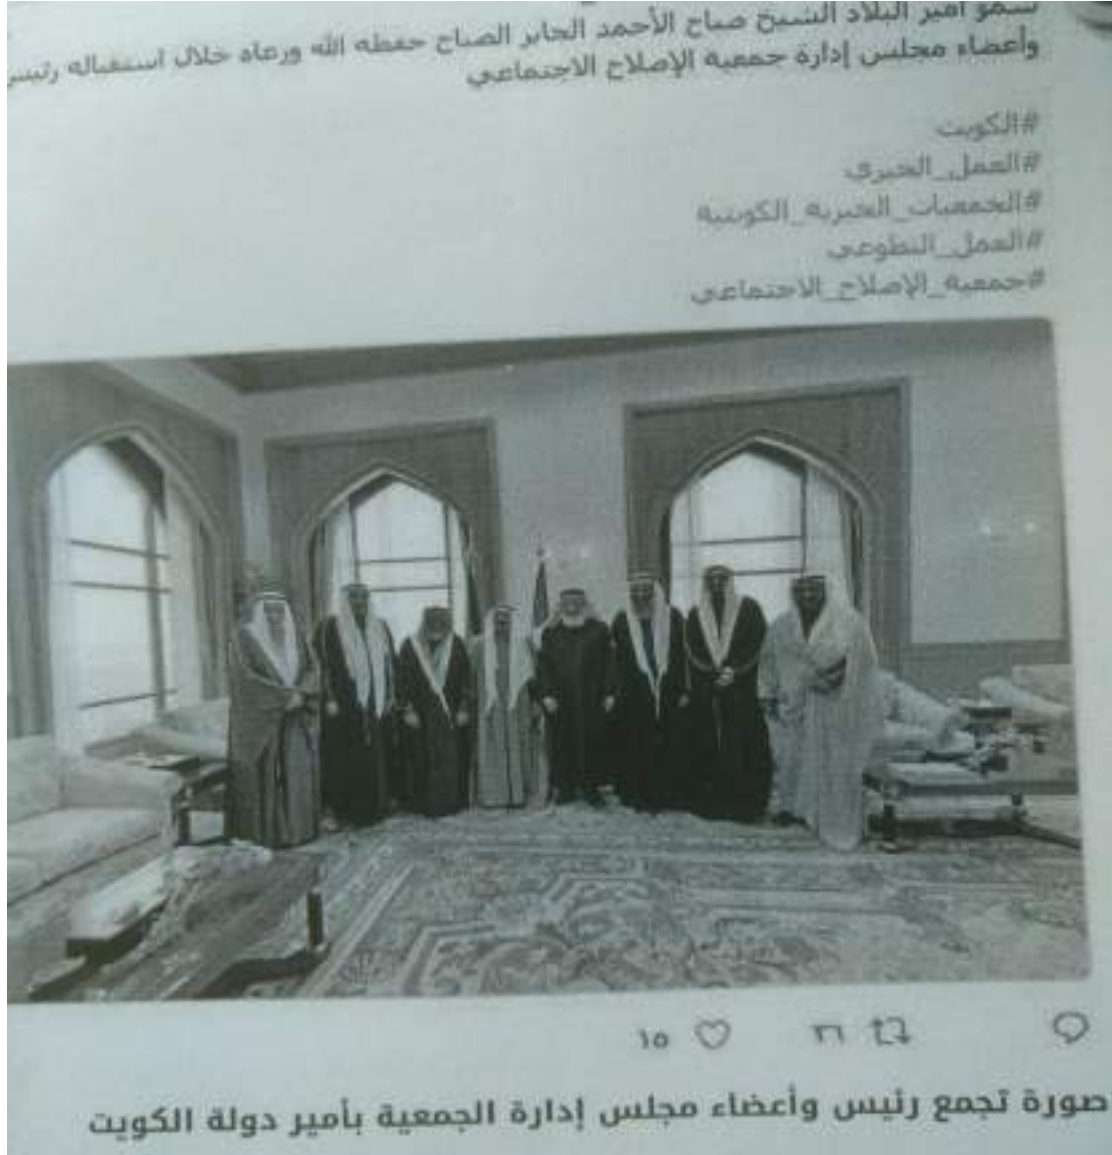 سمو أمير البلاد الشيخ صباح الأحمد الجابر الصباح حفظه الله ورعاه خلال استقباله رئيس
وأعضاء مجلس إدارة جمعية الإصلاح الاجتماعي
#الكويت
#العمل_الخيري
#الجمعيات_الخيرية_الكويتية
#العمل_التطوعي
#جمعية_الإصلاح_الاجتماعي
١٥ ٣٦
صورة تجمع رئيس وأعضاء مجلس إدارة الجمعية بأمير دولة الكويت